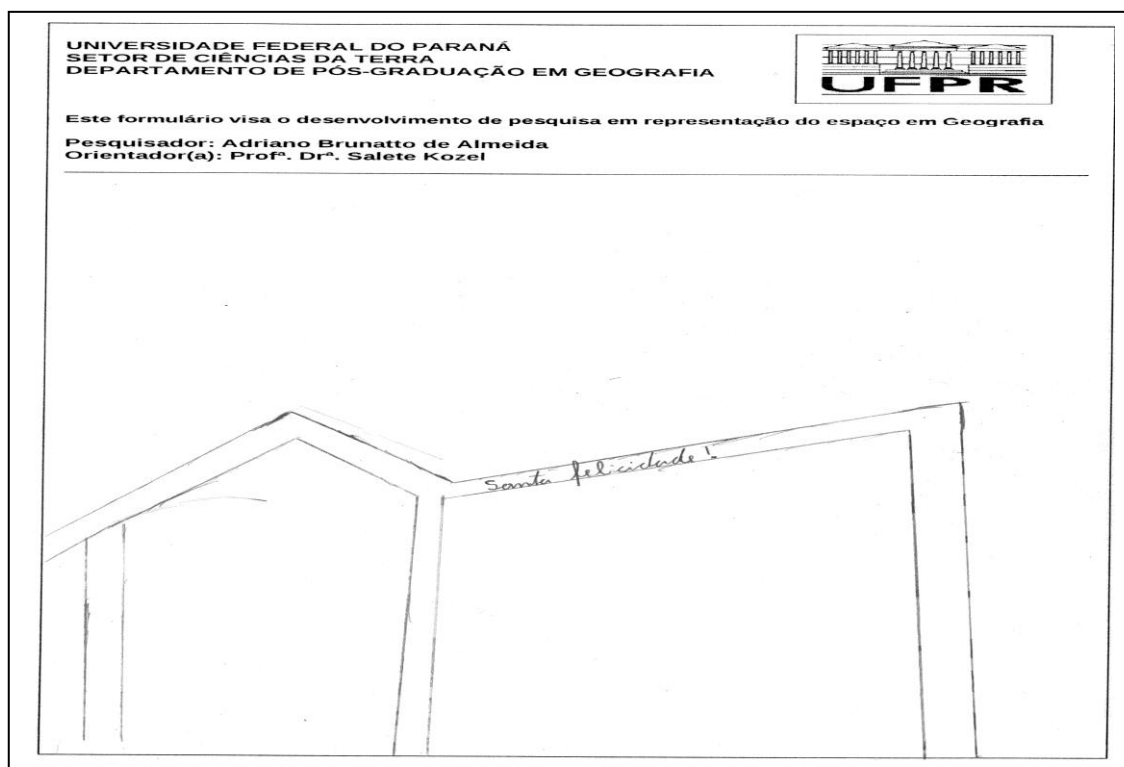 UNIVERSIDADE FEDERAL DO PARANÁ
SETOR DE CIÊNCIAS DA TERRA
DEPARTAMENTO DE PÓS-GRADUAÇÃO EM GEOGRAFIA
UFPR
Este formulário visa o desenvolvimento de pesquisa em representação do espaço em Geografia
Pesquisador: Adriano Brunatto de Almeida
Orientador(a): Profª. Drª. Salete Kozel
Santa felicidade!